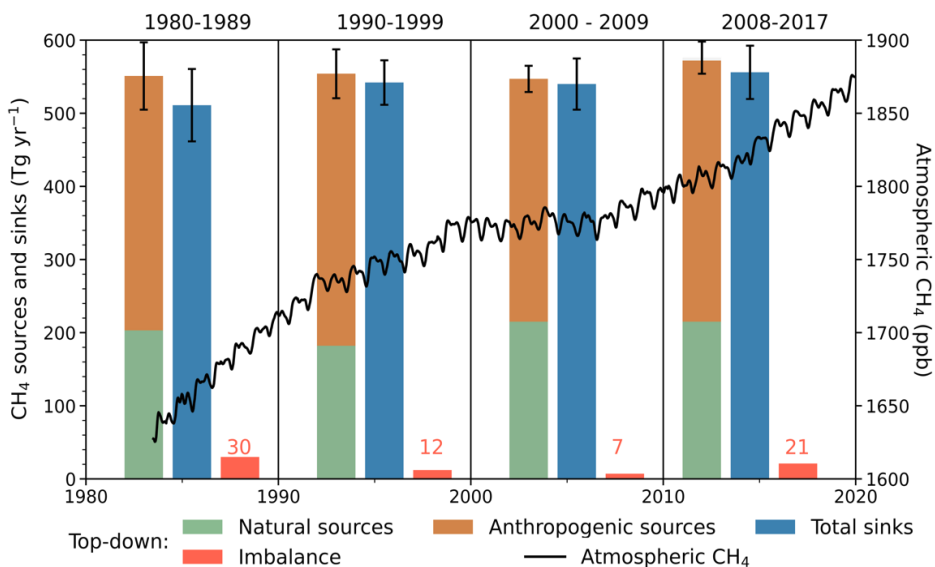 1980-1989 1990-1999 2000 - 2009 2008-2017
600 1900
500 1850
400 1800
300 1750
200 1700
100 1650
0 1600
CH₄ sources and sinks (Tg yr⁻¹)
Atmospheric CH₄ (ppb)
30 12 7 21
1980 1990 2000 2010 2020
Top-down:
Natural sources Anthropogenic sources Total sinks
Imbalance Atmospheric CH₄